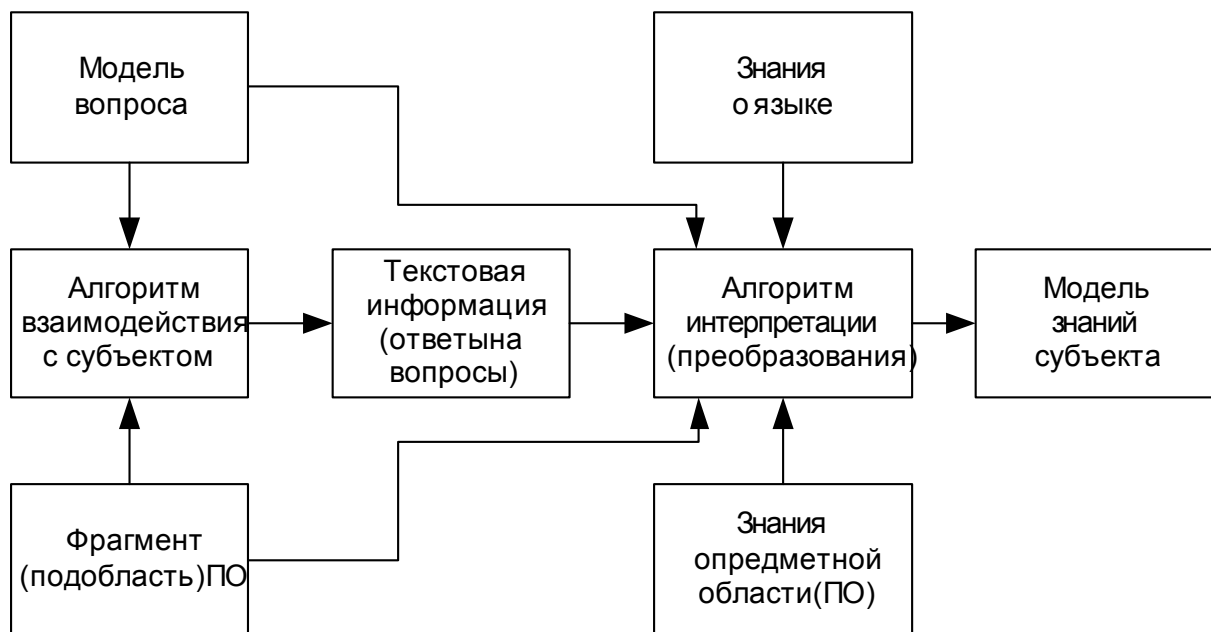 Модель
вопроса
Знания
о языке
Алгоритм
взаимодействия
с субъектом
Текстовая
информация
(ответына
вопросы)
Алгоритм
интерпретации
(преобразования)
Модель
знаний
субъекта
Фрагмент
(подобласть)ПО
Знания
опредметной
области(ПО)